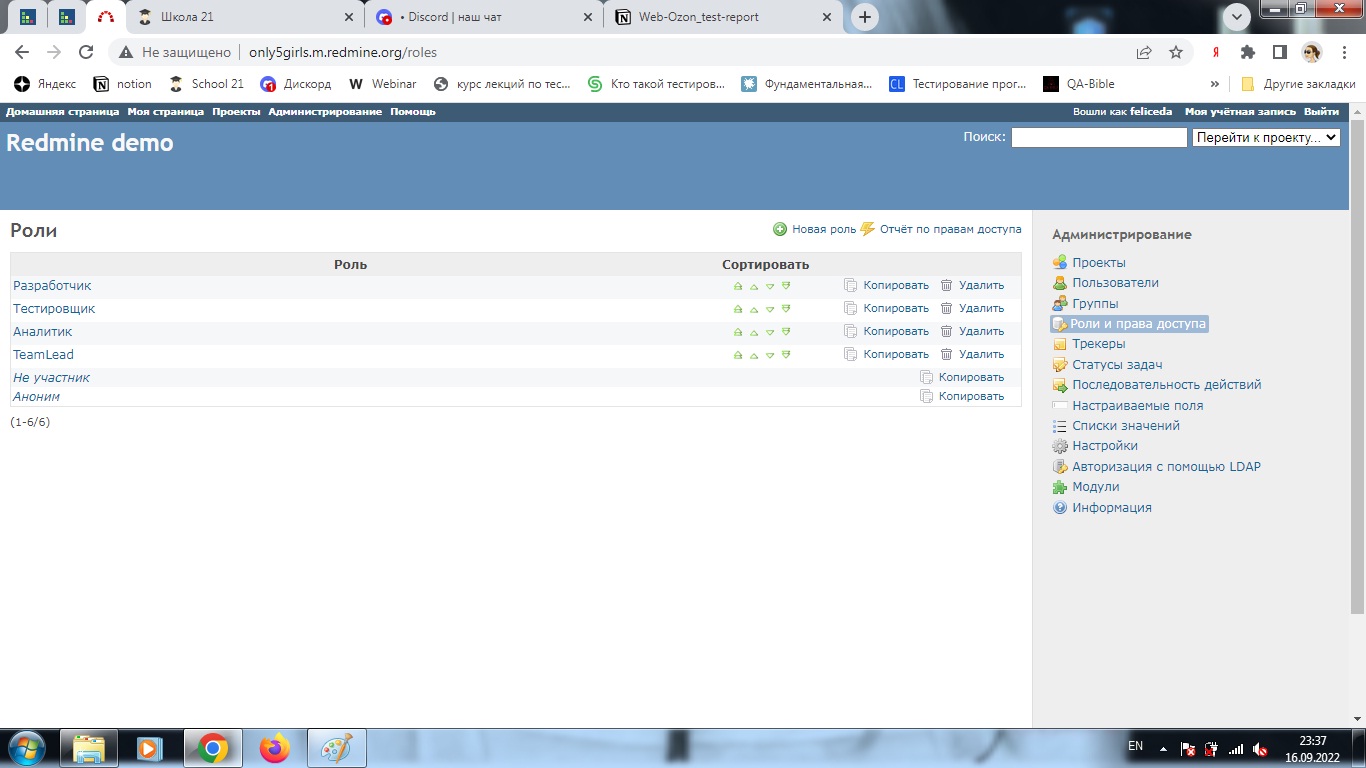 Школа 21
• Discord | наш чат
Web-Ozon_test-report
Не защищено | only5girls.m.redmine.org/roles
Яндекс notion School 21 Дискорд Webinar курс лекций по тес... Кто такой тестиров... Фундаментальная... Тестирование прог... QA-Bible » Другие закладки
Домашняя страница Моя страница Проекты Администрирование Помощь Вошли как feliceda Моя учётная запись Выйти
Redmine demo
Поиск: Перейти к проекту...
Роли
Новая роль Отчёт по правам доступа
Роль Сортировать
Разработчик Копировать Удалить
Тестировщик Копировать Удалить
Аналитик Копировать Удалить
TeamLead Копировать Удалить
Не участник Копировать
Аноним Копировать
(1-6/6)
Администрирование
Проекты
Пользователи
Группы
Роли и права доступа
Трекеры
Статусы задач
Последовательность действий
Настраиваемые поля
Списки значений
Настройки
Авторизация с помощью LDAP
Модули
Информация
EN
23:37
16.09.2022